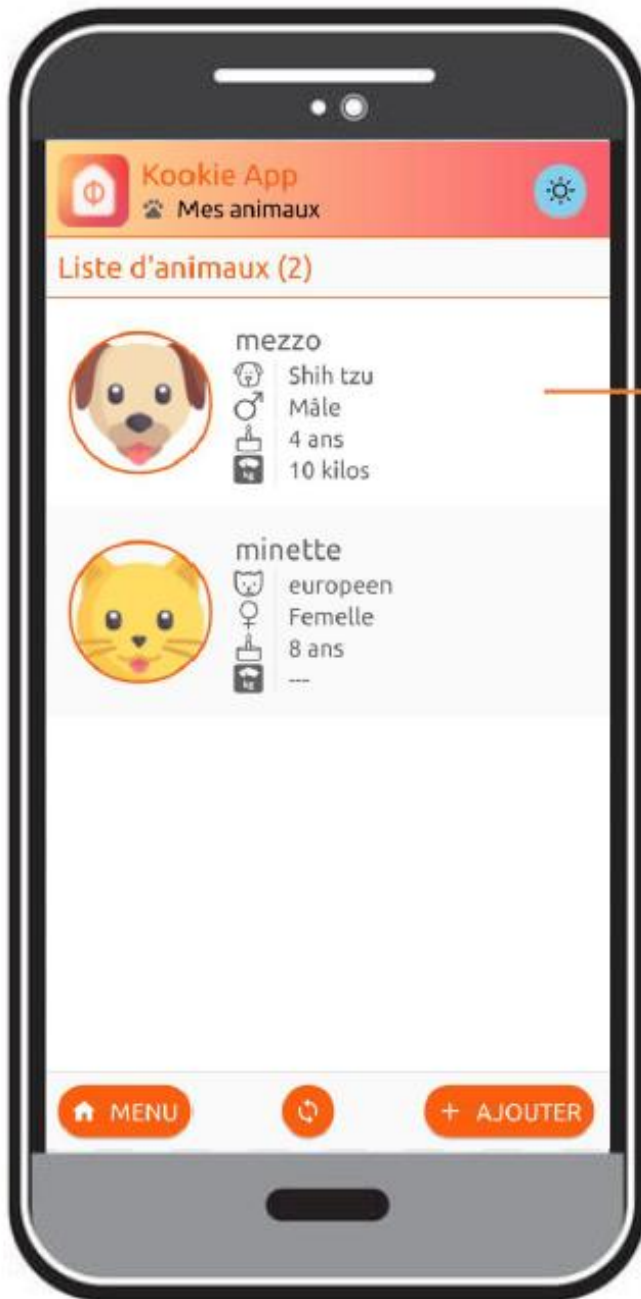 Kookie App
Mes animaux
Liste d'animaux (2)
mezzo
Shih tzu
Mâle
4 ans
10 kilos
minette
europeen
Femelle
8 ans
---
MENU
+ AJOUTER